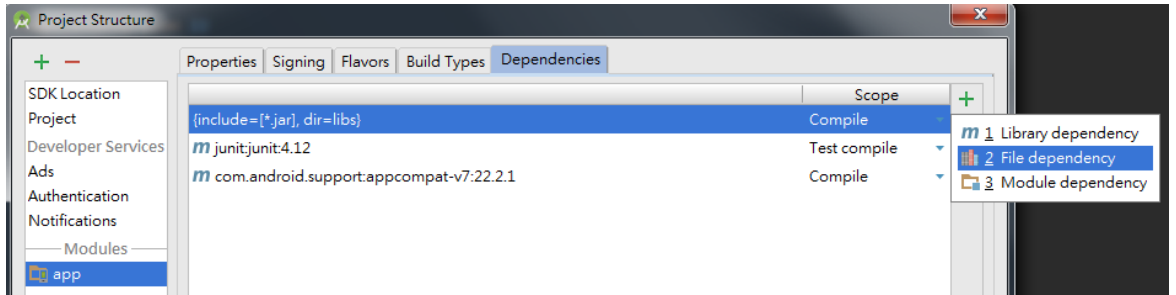 Project Structure
Properties Signing Flavors Build Types Dependencies
SDK Location
Project
Developer Services
Ads
Authentication
Notifications
Modules
app
Scope
{include=[*.jar], dir=libs} Compile
m junit:junit:4.12 Test compile
m com.android.support:appcompat-v7:22.2.1 Compile
m 1 Library dependency
2 File dependency
3 Module dependency